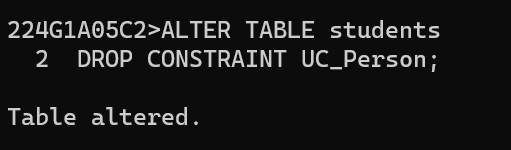 224G1A05C2>ALTER TABLE students
  2  DROP CONSTRAINT UC_Person;
Table altered.